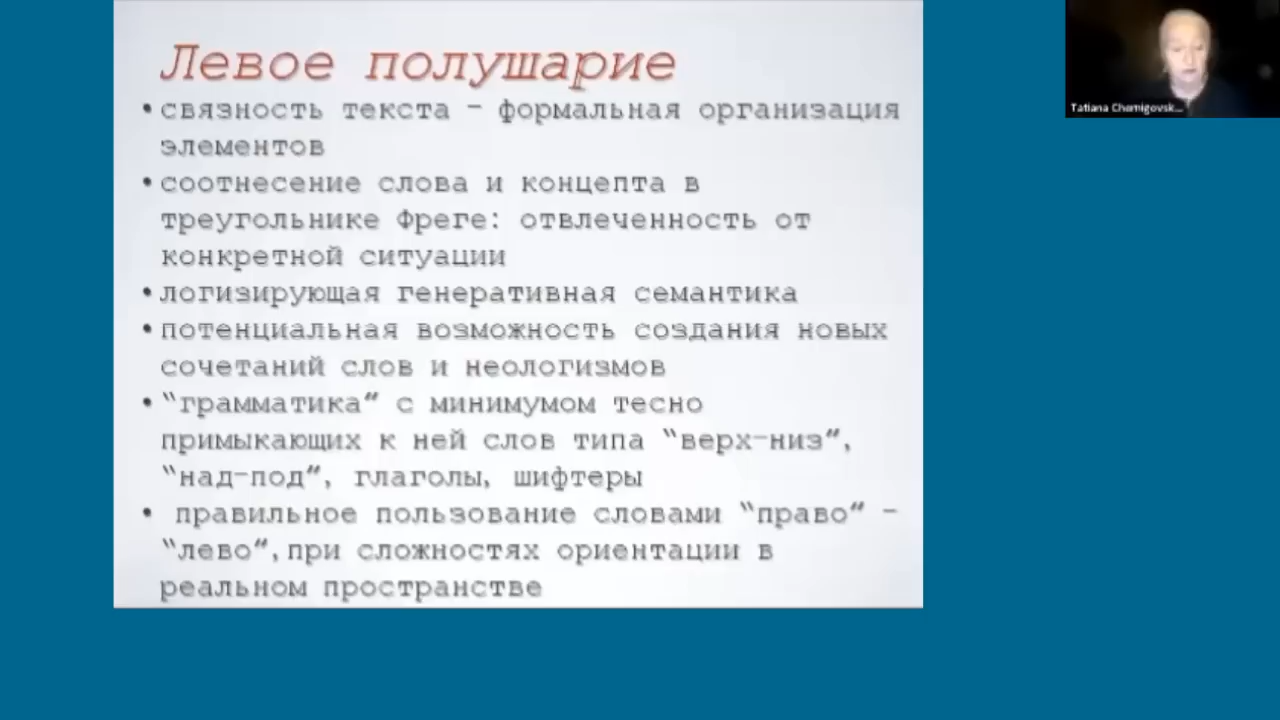 Левое полушарие
•связность текста – формальная организация
элементов
•соотнесение слова и концепта в
треугольнике Фреге: отвлеченность от
конкретной ситуации
•логизирующая генеративная семантика
•потенциальная возможность создания новых
сочетаний слов и неологизмов
•“грамматика” с минимумом тесно
примыкающих к ней слов типа “верх–низ”,
“над–под”, глаголы, шифтеры
• правильное пользование словами “право” –
“лево”,при сложностях ориентации в
реальном пространстве
Tatiana Chernigovsk...